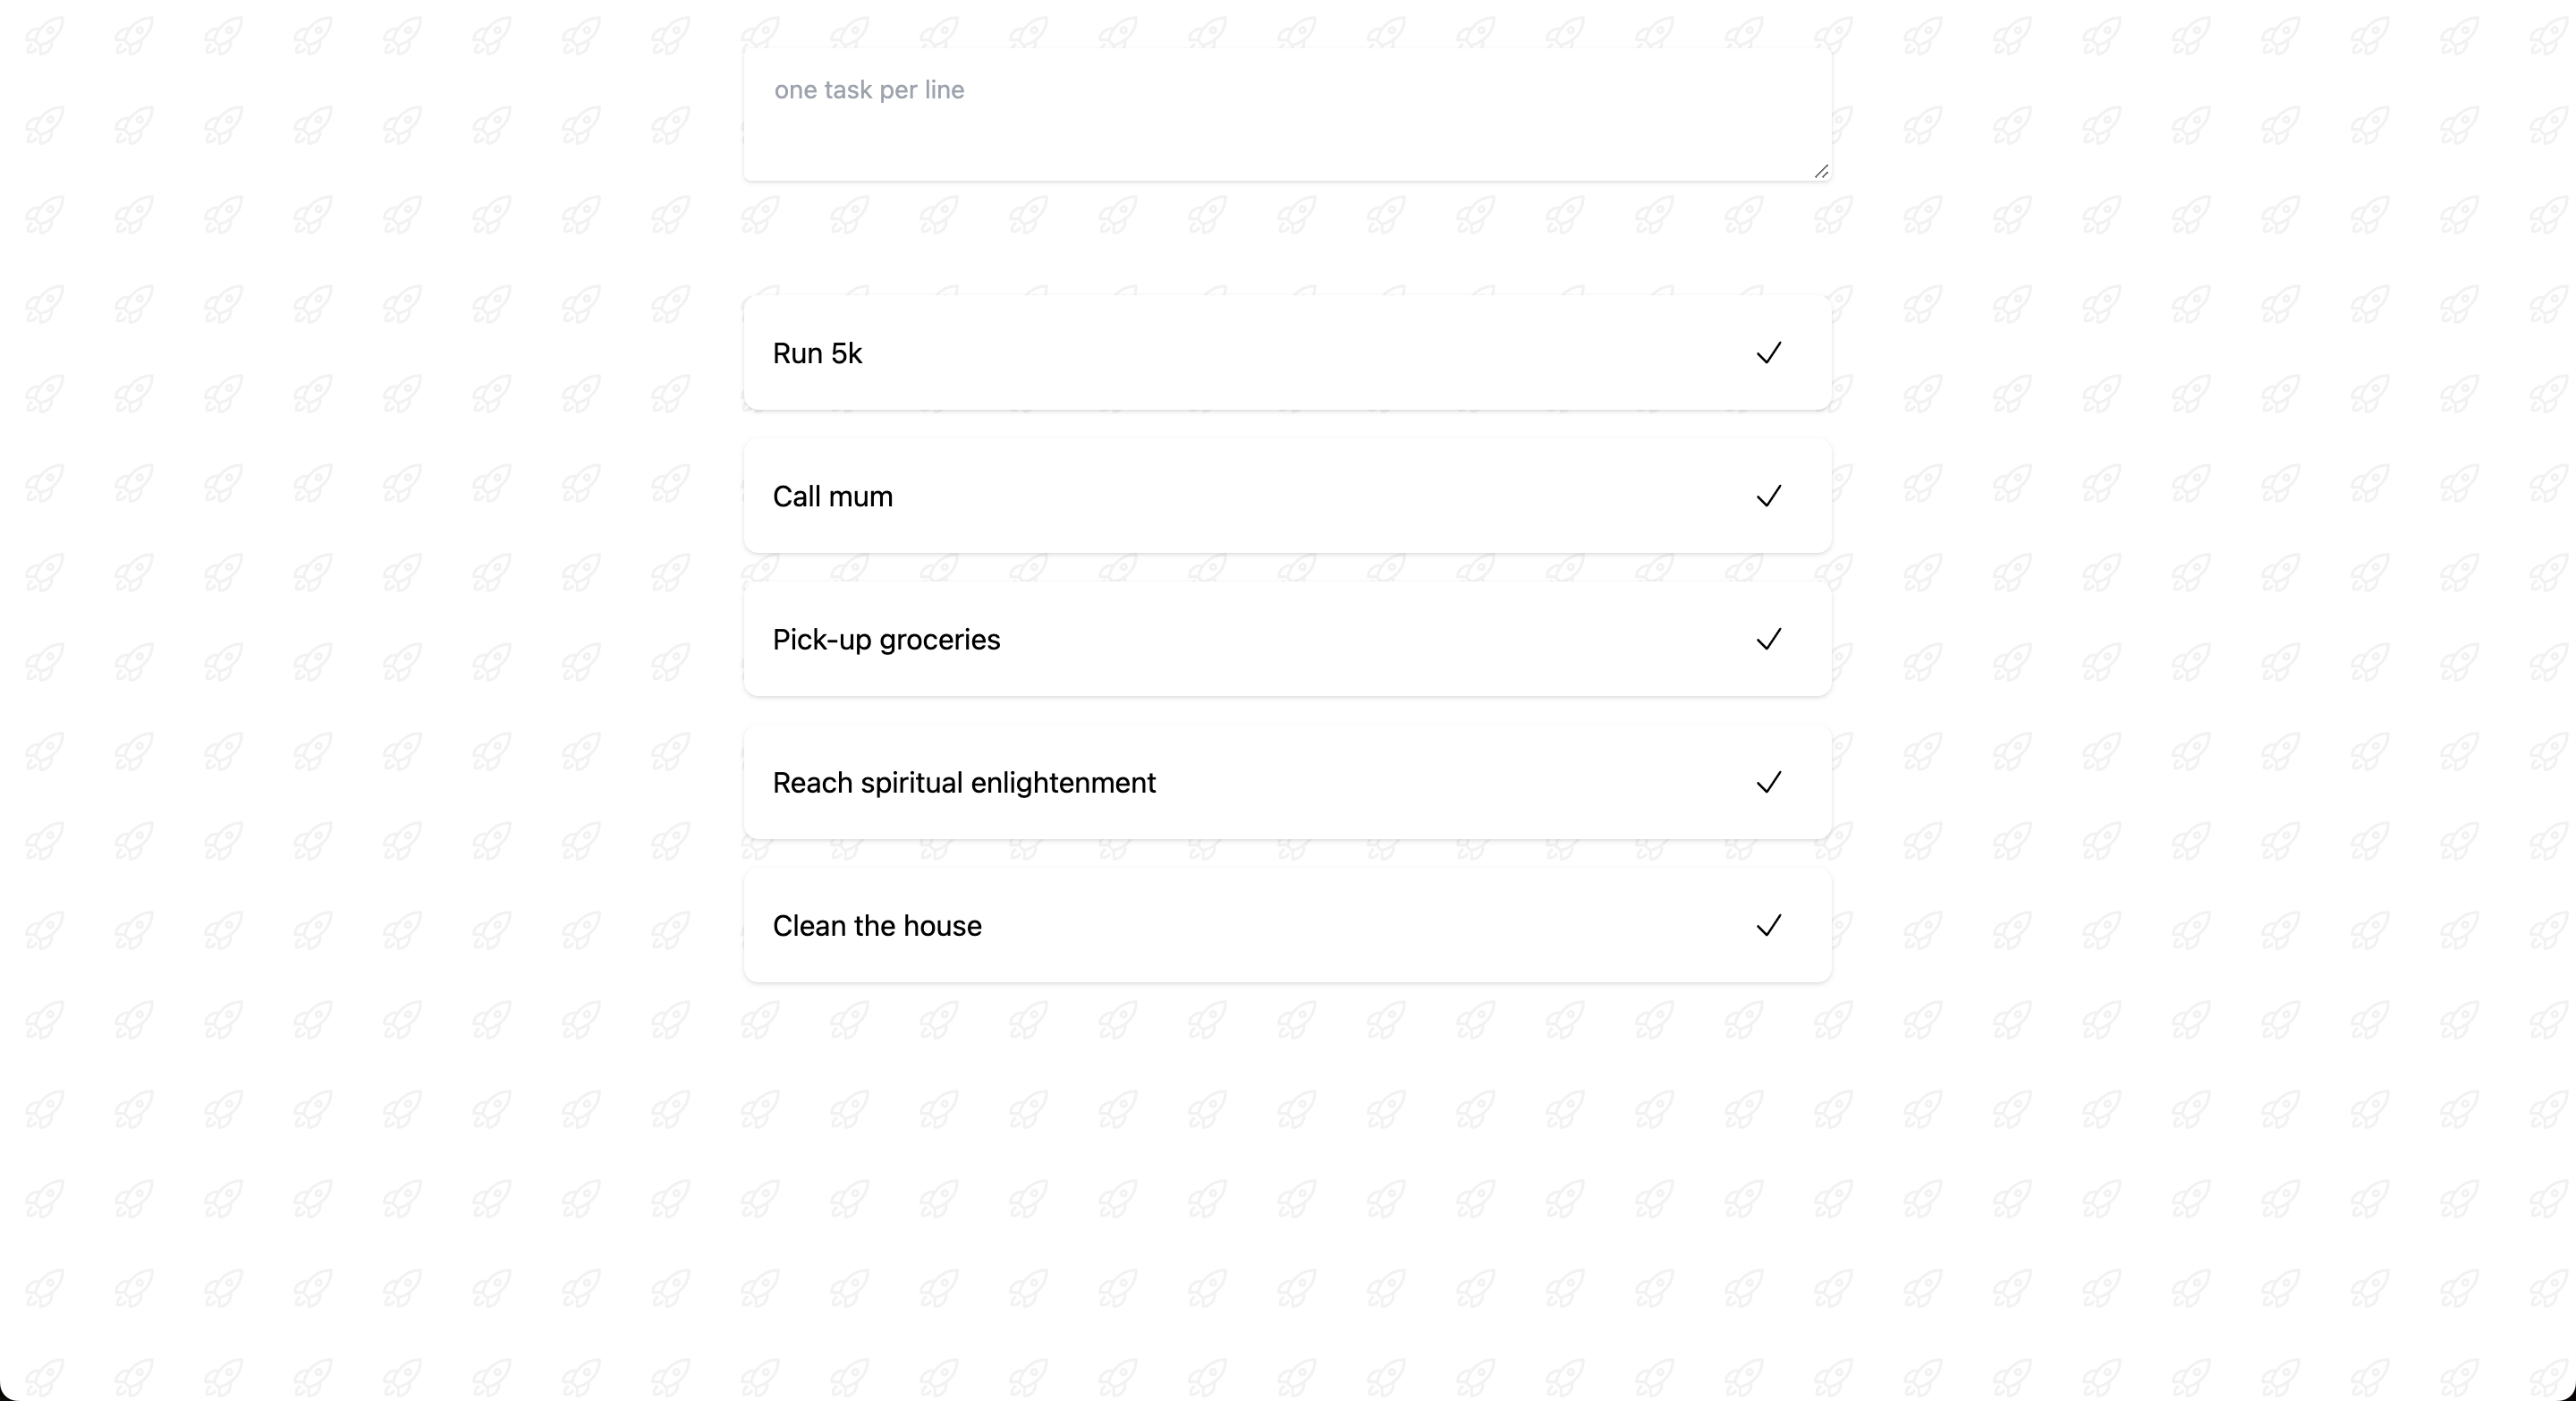 one task per line
Run 5k
Call mum
Pick-up groceries
Reach spiritual enlightenment
Clean the house